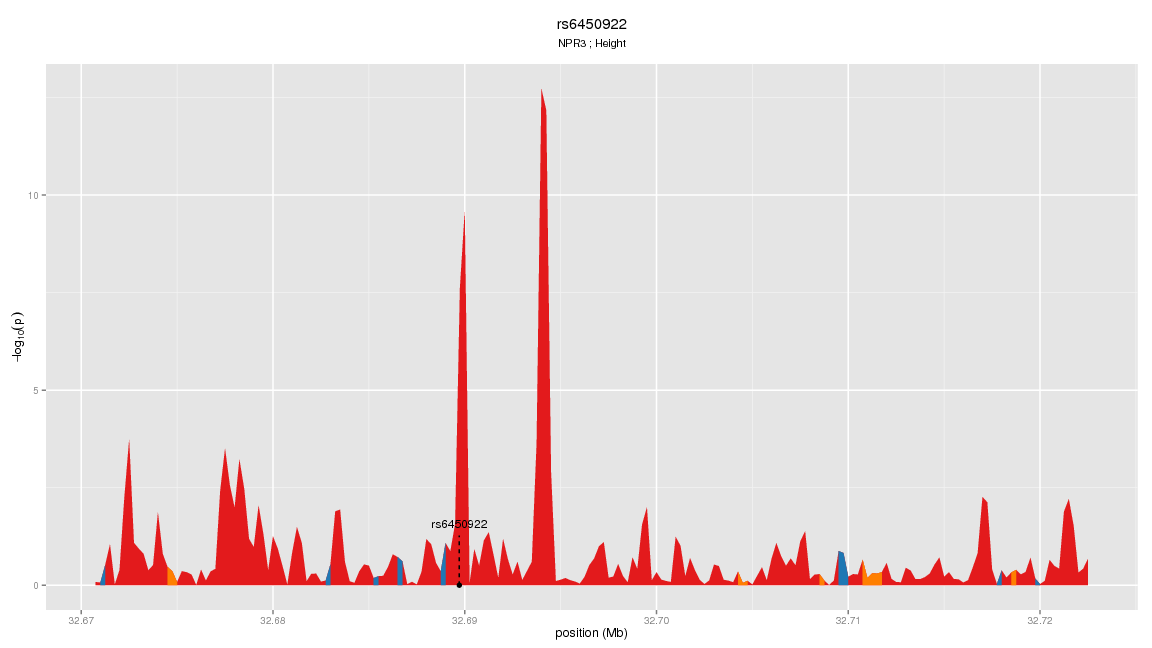 rs6450922
NPR3 ; Height
−log10(p)
10
5
0
rs6450922
32.67
32.68
32.69
32.70
32.71
32.72
position (Mb)